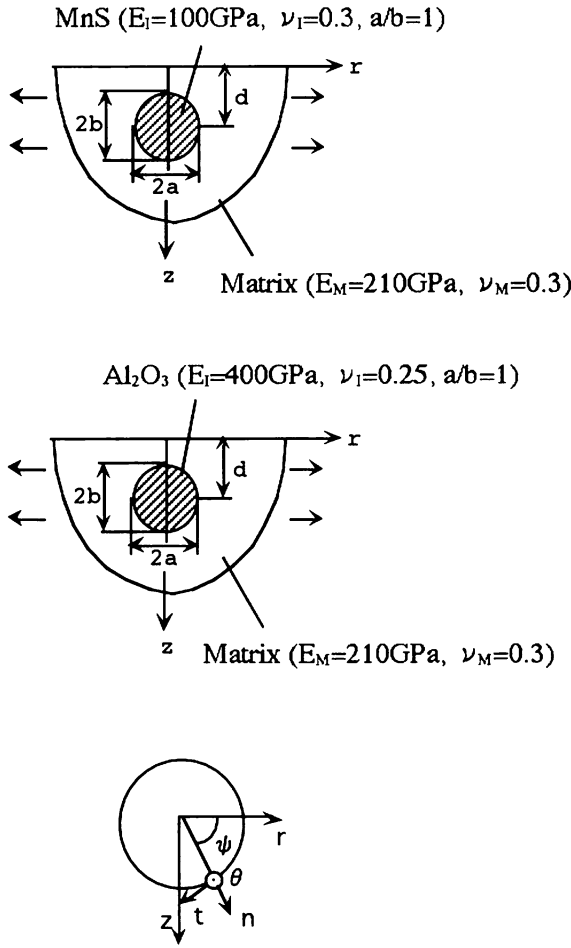 MnS (E_I=100GPa, ν_I=0.3, a/b=1)
r
d
2b
2a
z
Matrix (E_M=210GPa, ν_M=0.3)
Al₂O₃ (E_I=400GPa, ν_I=0.25, a/b=1)
r
d
2b
2a
z
Matrix (E_M=210GPa, ν_M=0.3)
r
ψ
θ
z
t
n